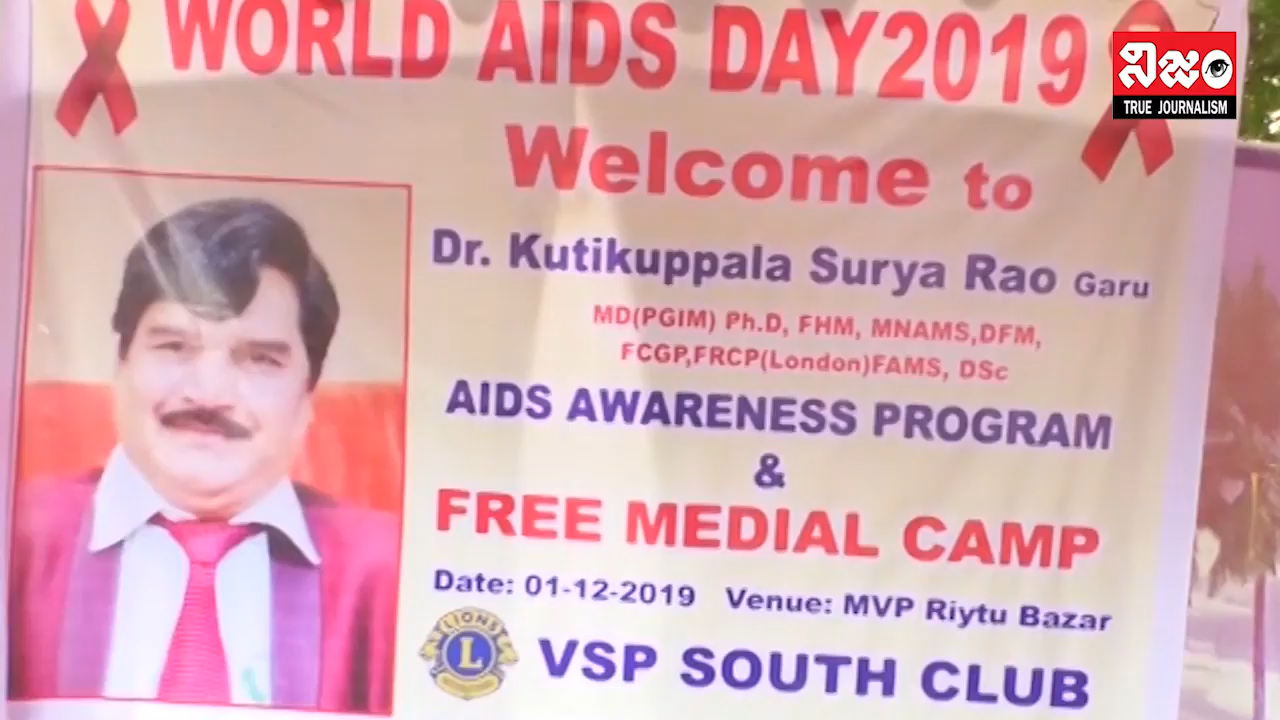 WORLD AIDS DAY2019
నిజం
TRUE JOURNALISM
Welcome to
Dr. Kutikuppala Surya Rao Garu
MD(PGIM) Ph.D, FHM, MNAMS,DFM,
FCGP,FRCP(London)FAMS, DSc
AIDS AWARENESS PROGRAM
&
FREE MEDIAL CAMP
Date: 01-12-2019 Venue: MVP Riytu Bazar
LIONS
L
VSP SOUTH CLUB